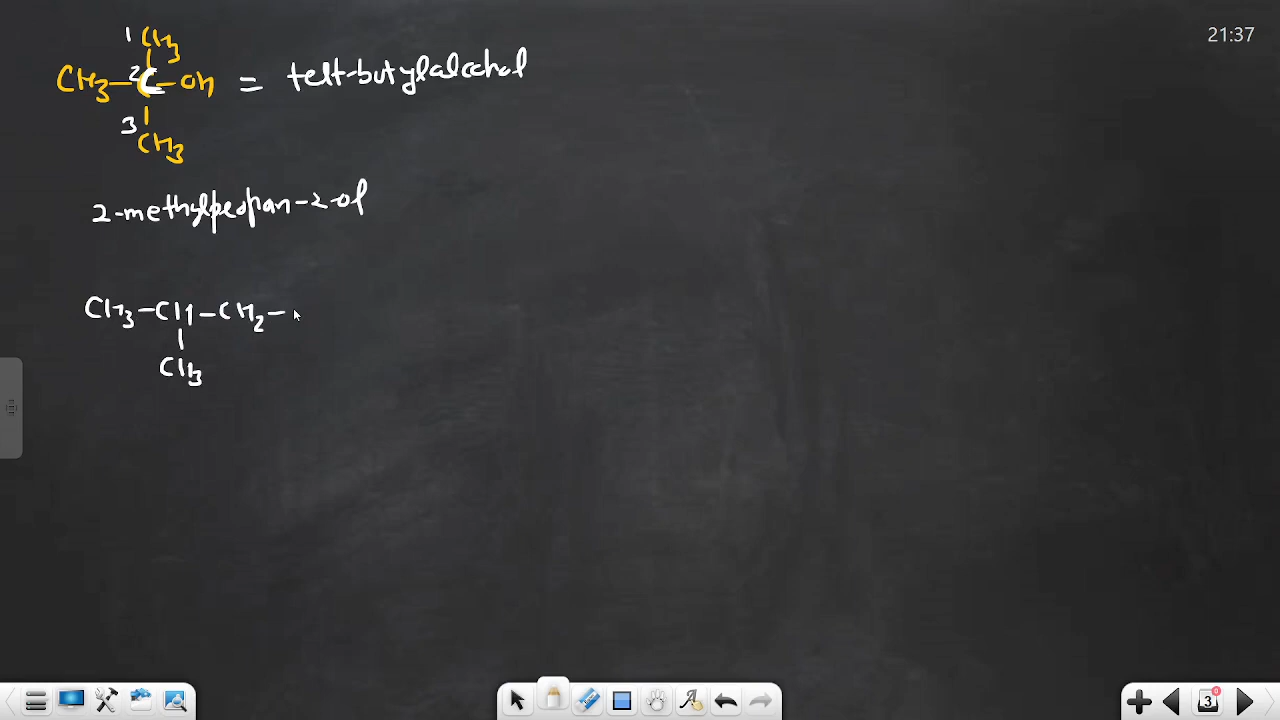 21:37
1 CH3
CH3-2C-OH = tert-butylalcohol
3
CH3
2-methylpropan-2-ol
CH3-CH-CH2-
CH3
3